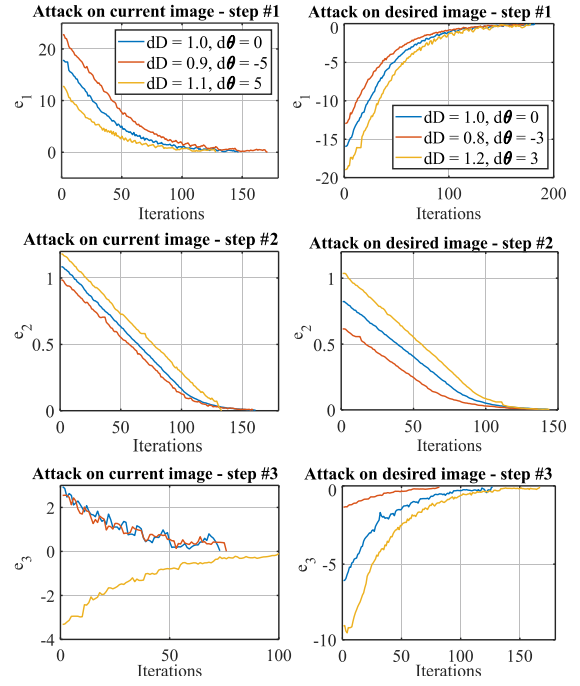 Attack on current image - step #1
e1
20
10
0
dD = 1.0, d𝜽 = 0
dD = 0.9, d𝜽 = -5
dD = 1.1, d𝜽 = 5
0 50 100 150
Iterations
Attack on desired image - step #1
e1
0
-5
-10
-15
-20
dD = 1.0, d𝜽 = 0
dD = 0.8, d𝜽 = -3
dD = 1.2, d𝜽 = 3
0 100 200
Iterations
Attack on current image - step #2
e2
1
0.5
0
0 50 100 150
Iterations
Attack on desired image - step #2
e2
1
0.5
0
0 50 100 150
Iterations
Attack on current image - step #3
e3
2
0
-2
-4
0 50 100
Iterations
Attack on desired image - step #3
e3
0
-5
-10
0 50 100 150
Iterations